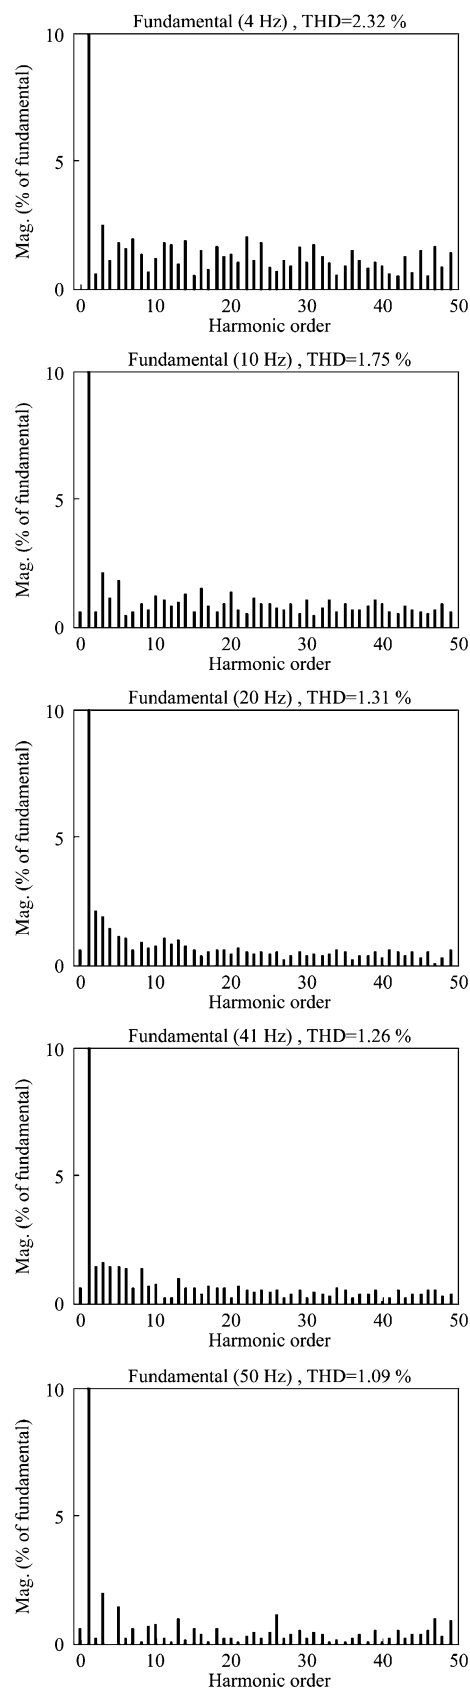 Fundamental (4 Hz) , THD=2.32 %
10
5
0
Mag. (% of fundamental)
0 10 20 30 40 50
Harmonic order
Fundamental (10 Hz) , THD=1.75 %
10
5
0
Mag. (% of fundamental)
0 10 20 30 40 50
Harmonic order
Fundamental (20 Hz) , THD=1.31 %
10
5
0
Mag. (% of fundamental)
0 10 20 30 40 50
Harmonic order
Fundamental (41 Hz) , THD=1.26 %
10
5
0
Mag. (% of fundamental)
0 10 20 30 40 50
Harmonic order
Fundamental (50 Hz) , THD=1.09 %
10
5
0
Mag. (% of fundamental)
0 10 20 30 40 50
Harmonic order